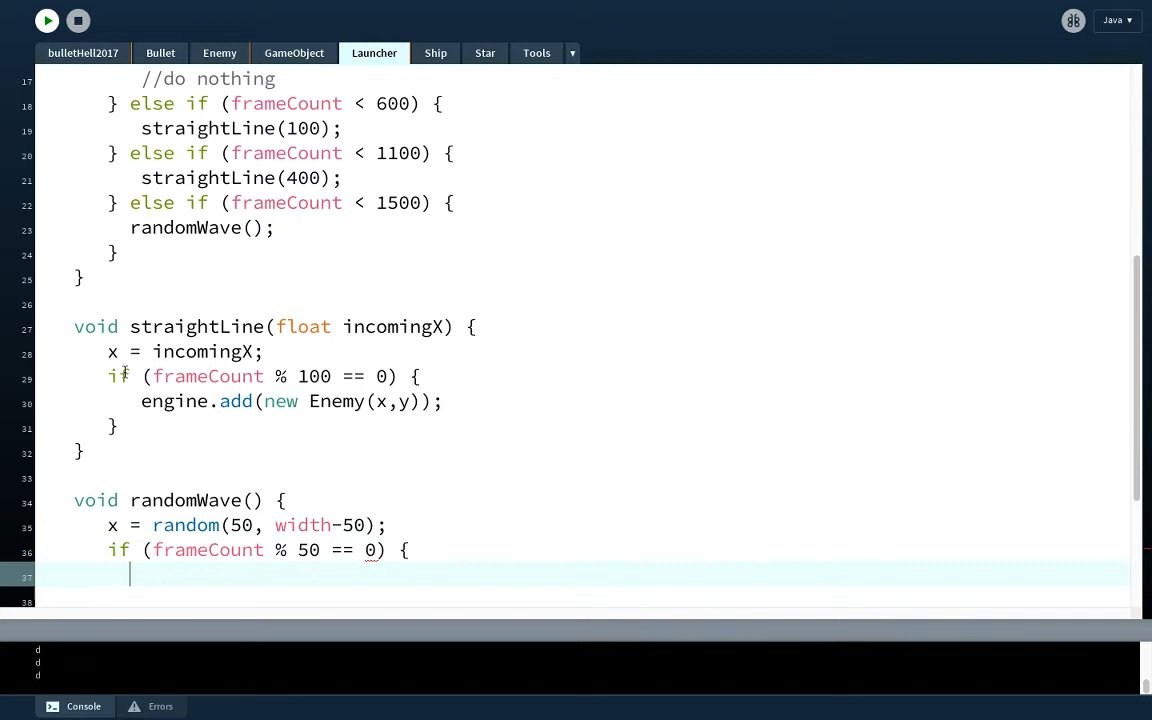 Java ▾
bulletHell2017 Bullet Enemy GameObject Launcher Ship Star Tools ▾
17 //do nothing
18 } else if (frameCount < 600) {
19 straightLine(100);
20 } else if (frameCount < 1100) {
21 straightLine(400);
22 } else if (frameCount < 1500) {
23 randomWave();
24 }
25 }
26
27 void straightLine(float incomingX) {
28 x = incomingX;
29 if (frameCount % 100 == 0) {
30 engine.add(new Enemy(x,y));
31 }
32 }
33
34 void randomWave() {
35 x = random(50, width-50);
36 if (frameCount % 50 == 0) {
37
38
d
d
d
Console Errors